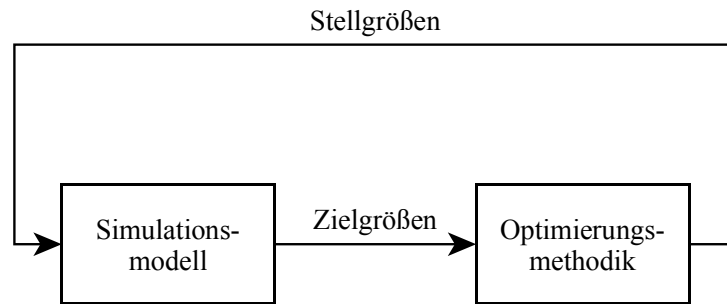 Stellgrößen
Simulations-
modell
Zielgrößen
Optimierungs-
methodik